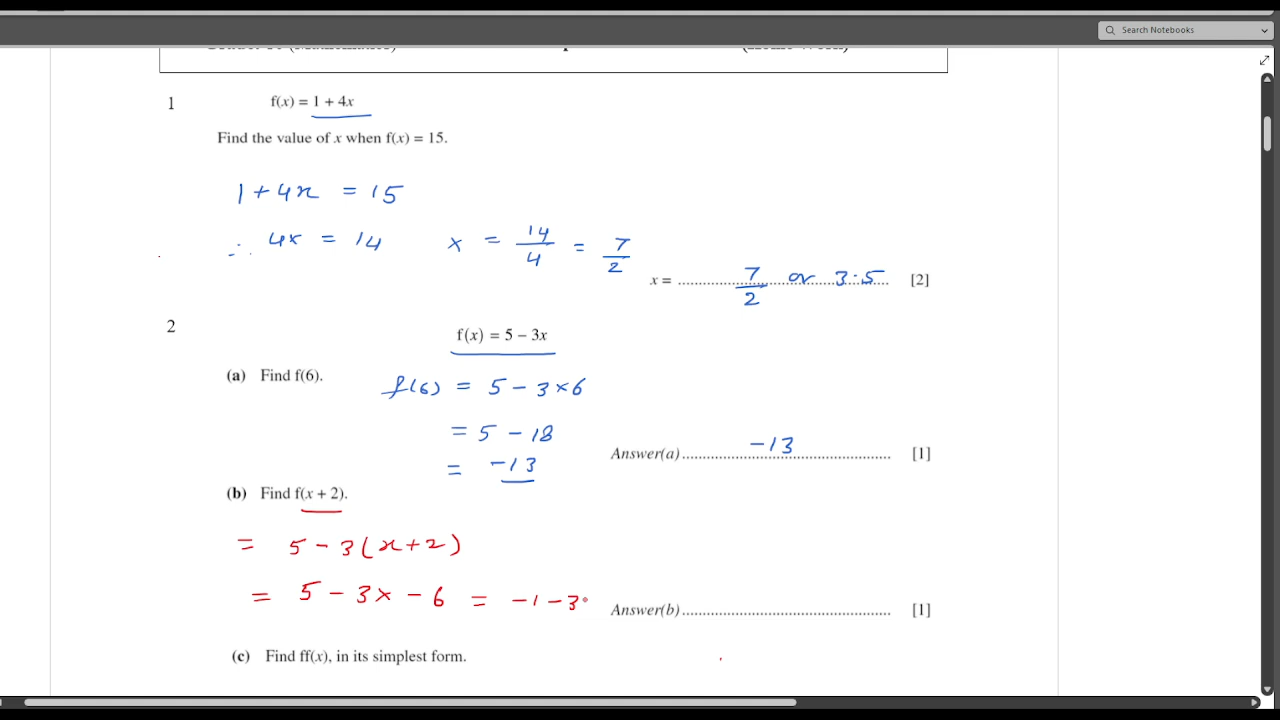 Search Notebooks
1 f(x) = 1 + 4x
Find the value of x when f(x) = 15.
1 + 4x = 15
∴ 4x = 14 x = 14/4 = 7/2
x = 7/2 or 3.5 [2]
2 f(x) = 5 – 3x
(a) Find f(6).
f(6) = 5 - 3 × 6
= 5 - 18
= -13
Answer(a) -13 [1]
(b) Find f(x + 2).
= 5 - 3(x+2)
= 5 - 3x - 6 = -1 - 3
Answer(b) [1]
(c) Find ff(x), in its simplest form.